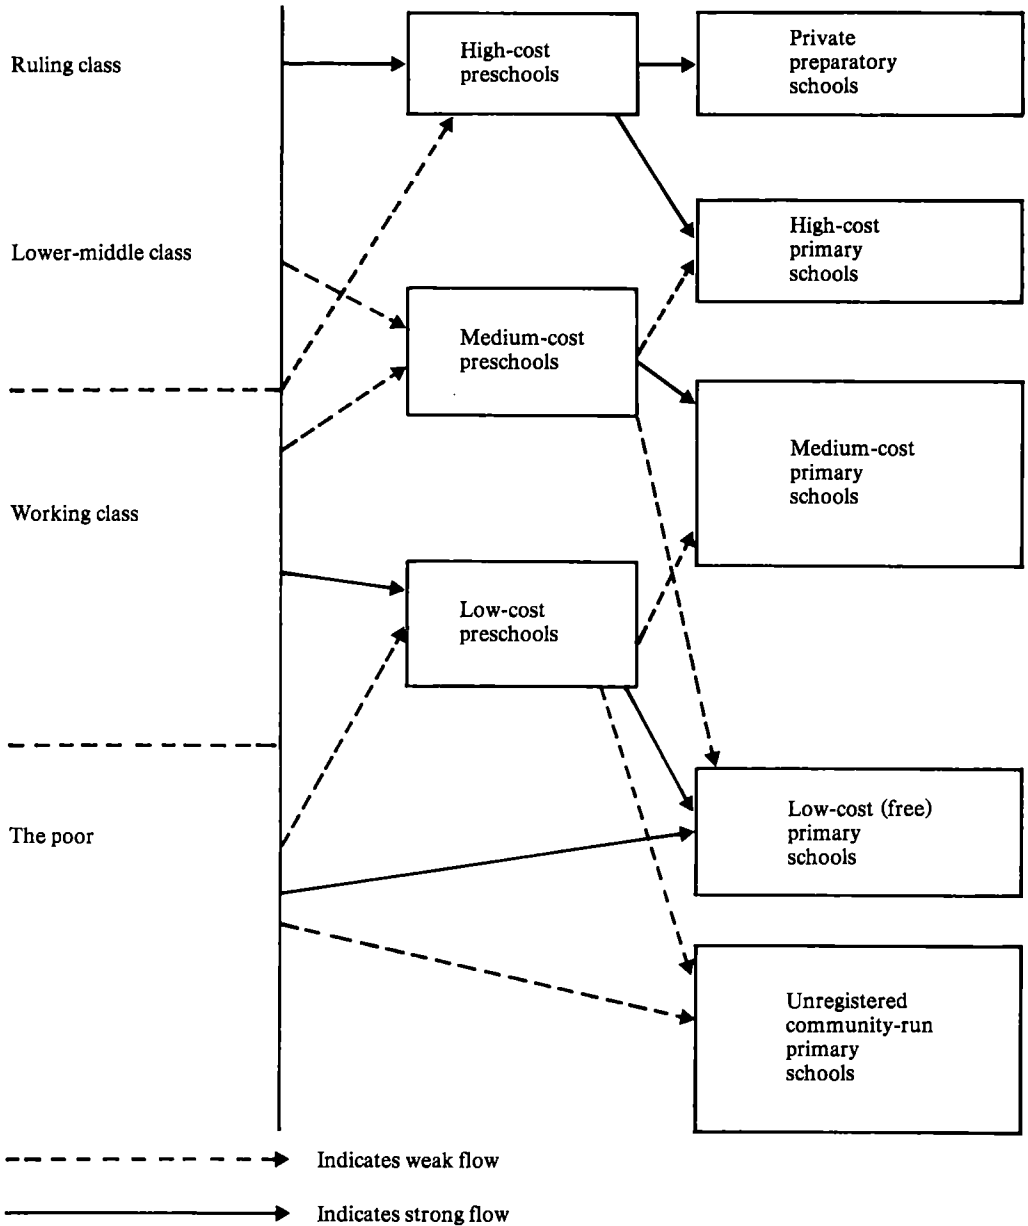 Ruling class
High-cost
preschools
Private
preparatory
schools
Lower-middle class
High-cost
primary
schools
Medium-cost
preschools
Medium-cost
primary
schools
Working class
Low-cost
preschools
The poor
Low-cost (free)
primary
schools
Unregistered
community-run
primary
schools
Indicates weak flow
Indicates strong flow